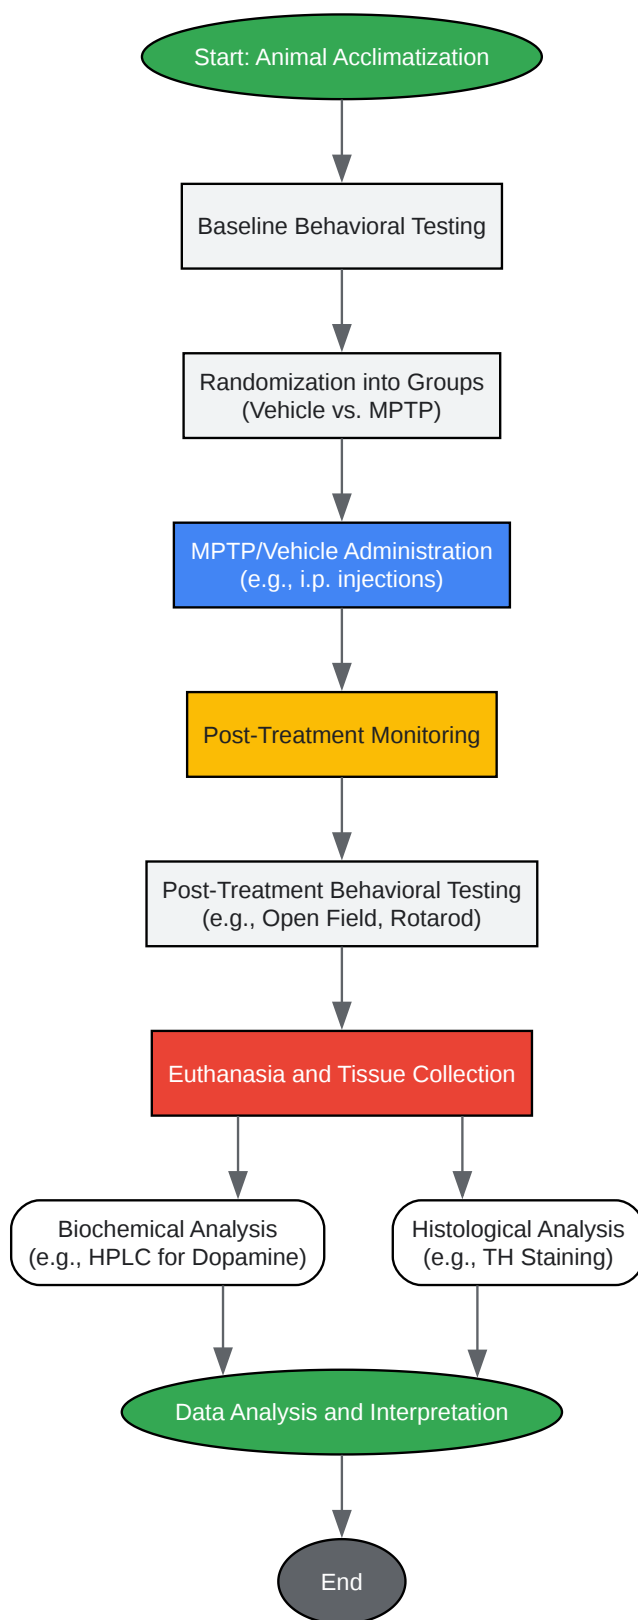 Start: Animal Acclimatization
Baseline Behavioral Testing
Randomization into Groups
(Vehicle vs. MPTP)
MPTP/Vehicle Administration
(e.g., i.p. injections)
Post-Treatment Monitoring
Post-Treatment Behavioral Testing
(e.g., Open Field, Rotarod)
Euthanasia and Tissue Collection
Biochemical Analysis
(e.g., HPLC for Dopamine)
Histological Analysis
(e.g., TH Staining)
Data Analysis and Interpretation
End